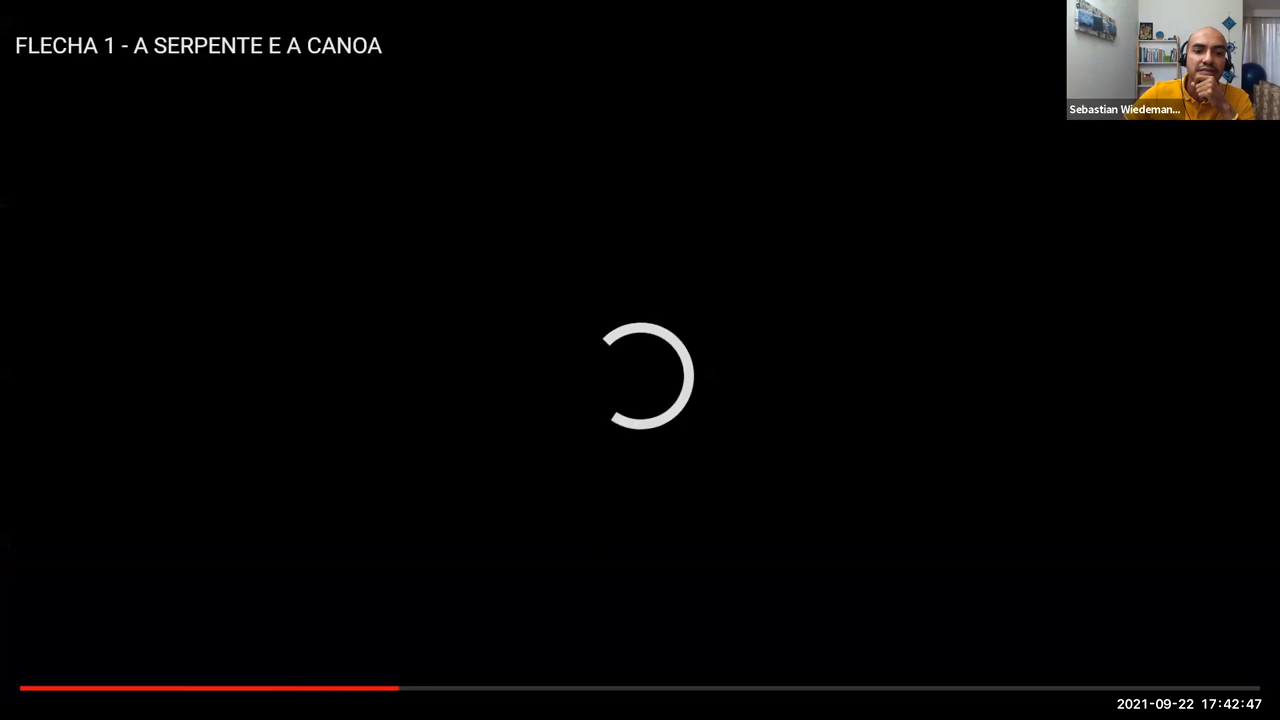 FLECHA 1 - A SERPENTE E A CANOA
Sebastian Wiedeman...
2021-09-22 17:42:47